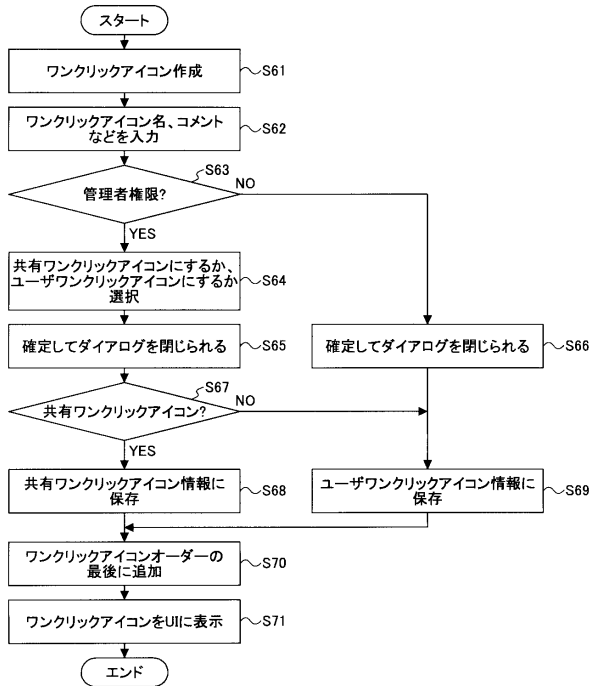 スタート
ワンクリックアイコン作成
S61
ワンクリックアイコン名、コメント
などを入力
S62
S63
管理者権限?
NO
YES
共有ワンクリックアイコンにするか、
ユーザワンクリックアイコンにするか
選択
S64
確定してダイアログを閉じられる
S65
確定してダイアログを閉じられる
S66
S67
共有ワンクリックアイコン?
NO
YES
共有ワンクリックアイコン情報に
保存
S68
ユーザワンクリックアイコン情報に
保存
S69
ワンクリックアイコンオーダーの
最後に追加
S70
ワンクリックアイコンをUIに表示
S71
エンド